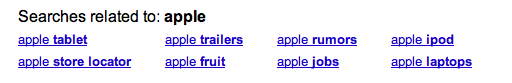 Searches related to: apple
apple tablet apple trailers apple rumors apple ipod
apple store locator apple fruit apple jobs apple laptops